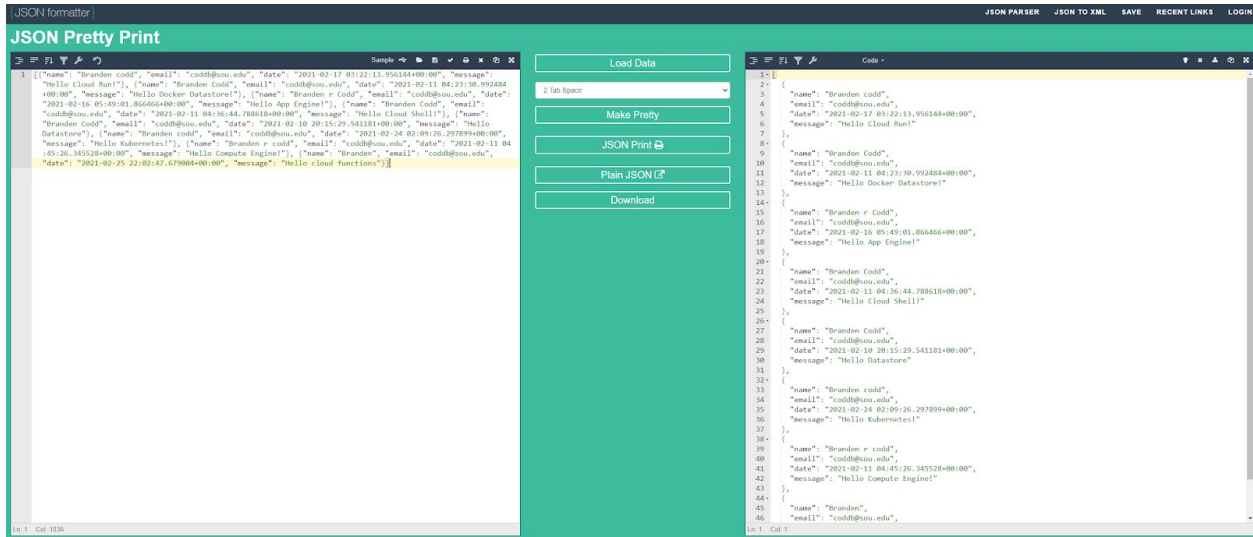 {JSON formatter}
JSON PARSER JSON TO XML SAVE RECENT LINKS LOGIN
JSON Pretty Print
Sample
1 [{"name": "Branden codd", "email": "coddb@sou.edu", "date": "2021-02-17 03:22:13.956144+00:00", "message":
"Hello Cloud Run!"}, {"name": "Branden Codd", "email": "coddb@sou.edu", "date": "2021-02-11 04:23:30.992484
+00:00", "message": "Hello Docker Datastore!"}, {"name": "Branden r Codd", "email": "coddb@sou.edu", "date":
"2021-02-16 05:49:01.866466+00:00", "message": "Hello App Engine!"}, {"name": "Branden Codd", "email":
"coddb@sou.edu", "date": "2021-02-11 04:36:44.788618+00:00", "message": "Hello Cloud Shell!"}, {"name":
"Branden Codd", "email": "coddb@sou.edu", "date": "2021-02-10 20:15:29.541181+00:00", "message": "Hello
Datastore"}, {"name": "Branden codd", "email": "coddb@sou.edu", "date": "2021-02-24 02:09:26.297899+00:00",
"message": "Hello Kubernetes!"}, {"name": "Branden r codd", "email": "coddb@sou.edu", "date": "2021-02-11 04
:45:26.345528+00:00", "message": "Hello Compute Engine!"}, {"name": "Branden", "email": "coddb@sou.edu",
"date": "2021-02-25 22:02:47.679004+00:00", "message": "Hello cloud functions"}]
Ln: 1 Col: 1036
Load Data
2 Tab Space
Make Pretty
JSON Print
Plain JSON
Download
Code
1 [
2 {
3 "name": "Branden codd",
4 "email": "coddb@sou.edu",
5 "date": "2021-02-17 03:22:13.956144+00:00",
6 "message": "Hello Cloud Run!"
7 },
8 {
9 "name": "Branden Codd",
10 "email": "coddb@sou.edu",
11 "date": "2021-02-11 04:23:30.992484+00:00",
12 "message": "Hello Docker Datastore!"
13 },
14 {
15 "name": "Branden r Codd",
16 "email": "coddb@sou.edu",
17 "date": "2021-02-16 05:49:01.866466+00:00",
18 "message": "Hello App Engine!"
19 },
20 {
21 "name": "Branden Codd",
22 "email": "coddb@sou.edu",
23 "date": "2021-02-11 04:36:44.788618+00:00",
24 "message": "Hello Cloud Shell!"
25 },
26 {
27 "name": "Branden Codd",
28 "email": "coddb@sou.edu",
29 "date": "2021-02-10 20:15:29.541181+00:00",
30 "message": "Hello Datastore"
31 },
32 {
33 "name": "Branden codd",
34 "email": "coddb@sou.edu",
35 "date": "2021-02-24 02:09:26.297899+00:00",
36 "message": "Hello Kubernetes!"
37 },
38 {
39 "name": "Branden r codd",
40 "email": "coddb@sou.edu",
41 "date": "2021-02-11 04:45:26.345528+00:00",
42 "message": "Hello Compute Engine!"
43 },
44 {
45 "name": "Branden",
46 "email": "coddb@sou.edu",
Ln: 1 Col: 1